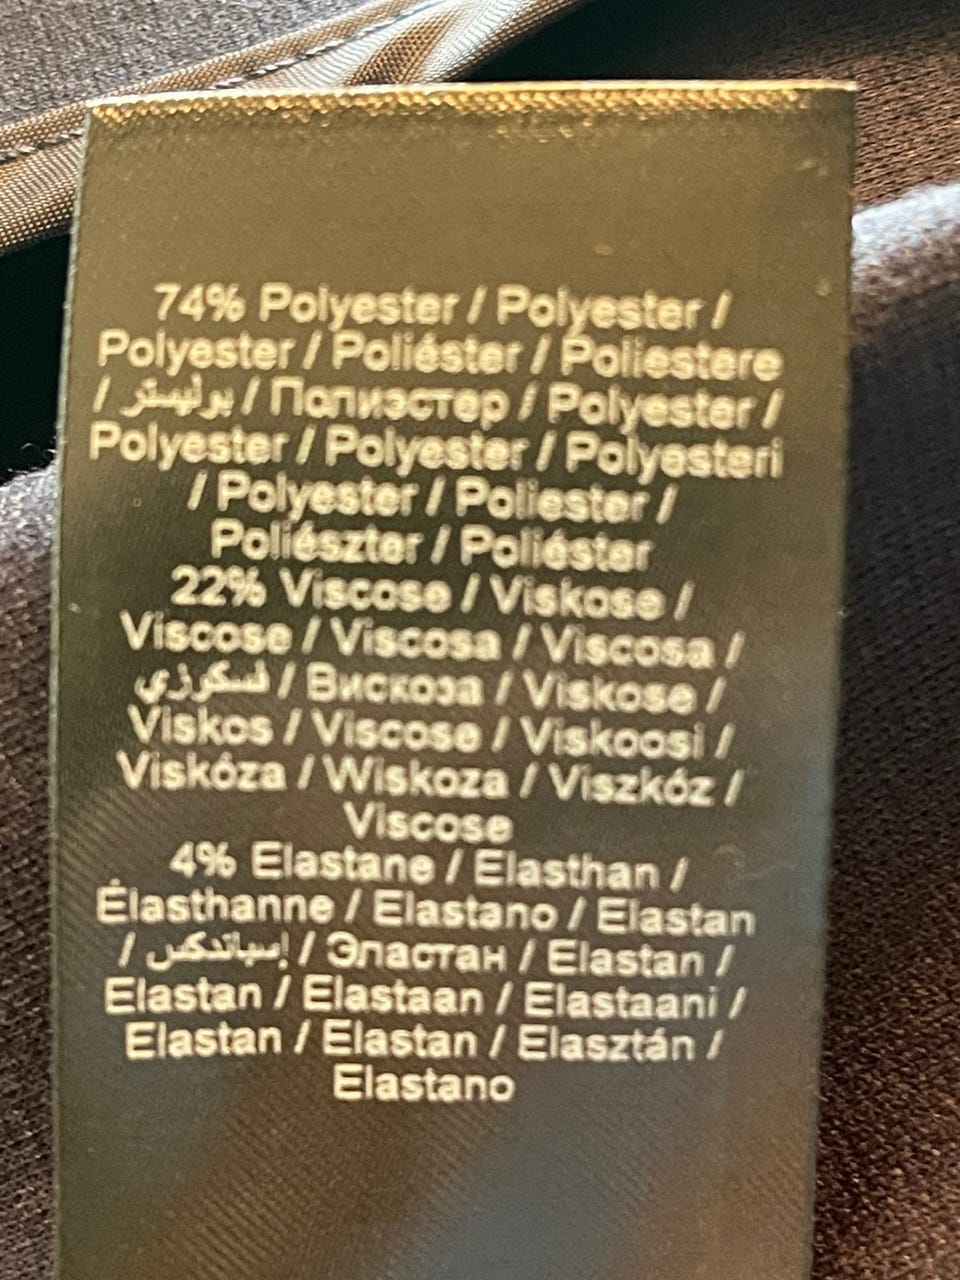 74% Polyester / Polyester /
Polyester / Poliéster / Poliestere
/ بوليستر / Полиэстер / Polyester /
Polyester / Polyester / Polyesteri
/ Polyester / Poliester /
Poliészter / Poliéster
22% Viscose / Viskose /
Viscose / Viscosa / Viscosa /
فسكوزي / Вискоза / Viskose /
Viskos / Viscose / Viskoosi /
Viskóza / Wiskoza / Viszkóz /
Viscose
4% Elastane / Elasthan /
Élasthanne / Elastano / Elastan
/ إسباندكس / Эластан / Elastan /
Elastan / Elastaan / Elastaani /
Elastan / Elastan / Elasztán /
Elastano